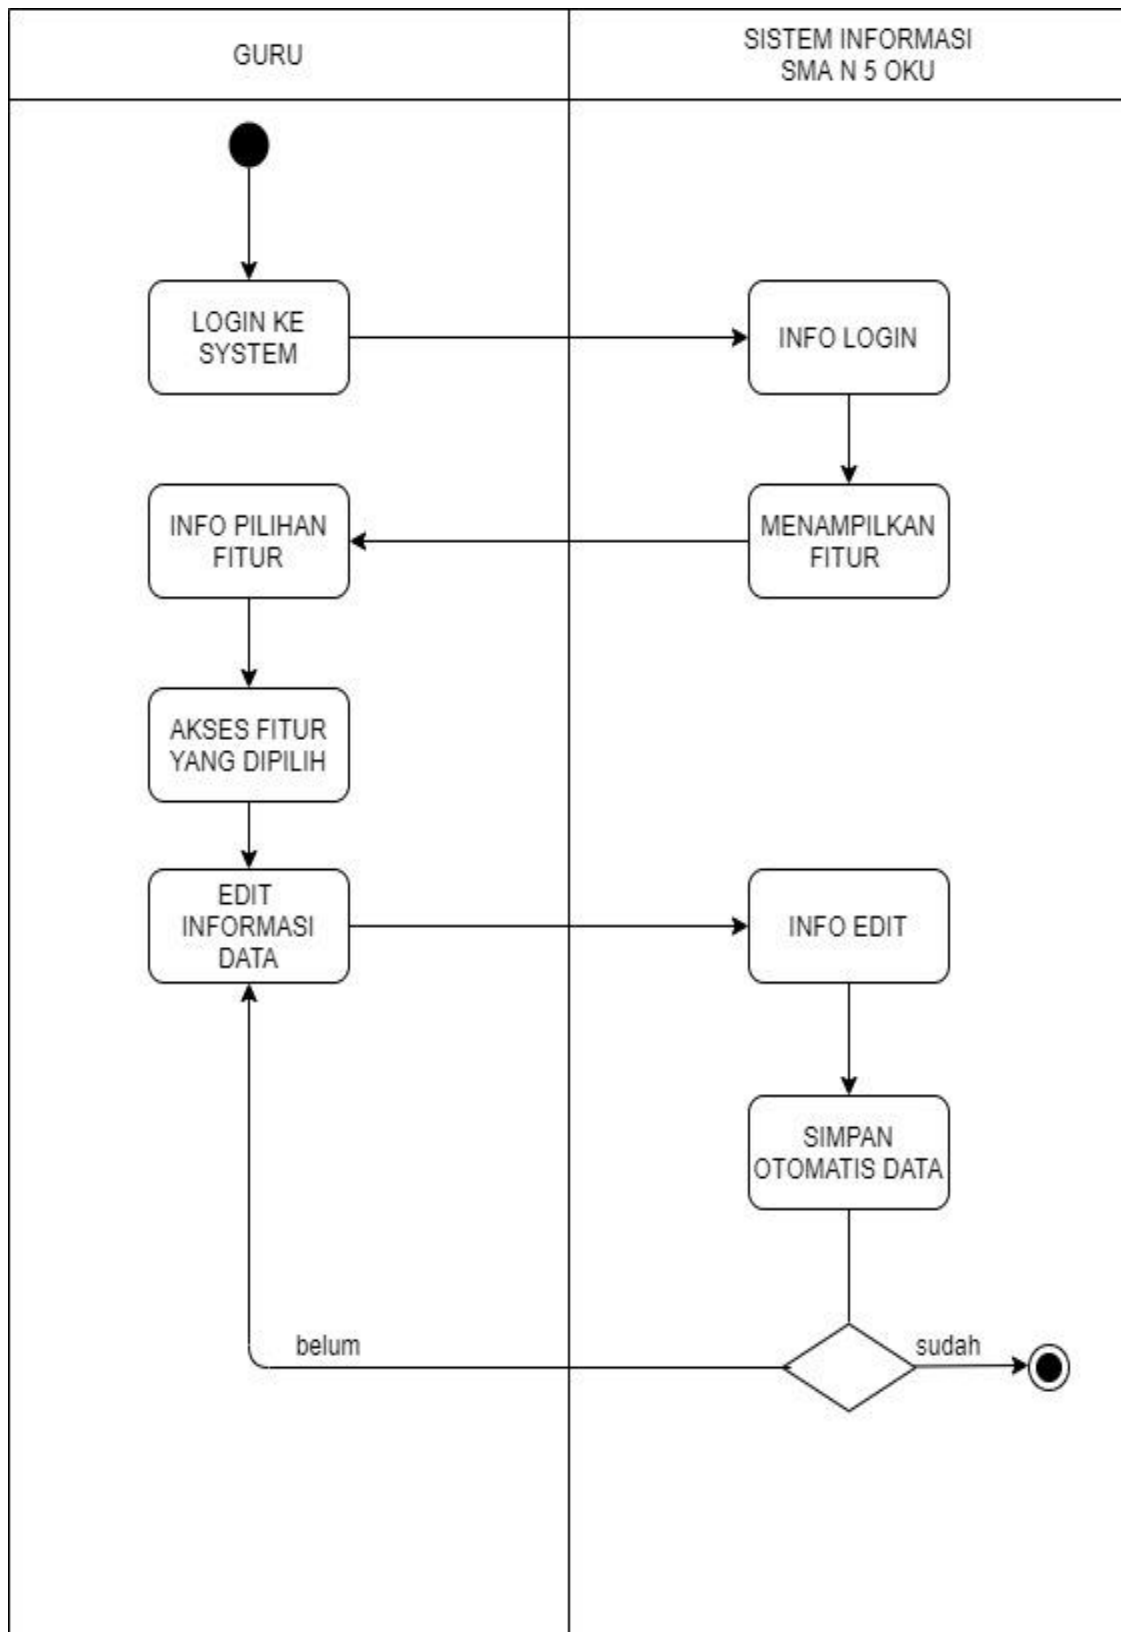 GURU
SISTEM INFORMASI
SMA N 5 OKU
LOGIN KE
SYSTEM
INFO LOGIN
INFO PILIHAN
FITUR
MENAMPILKAN
FITUR
AKSES FITUR
YANG DIPILIH
EDIT
INFORMASI
DATA
INFO EDIT
SIMPAN
OTOMATIS DATA
belum
sudah